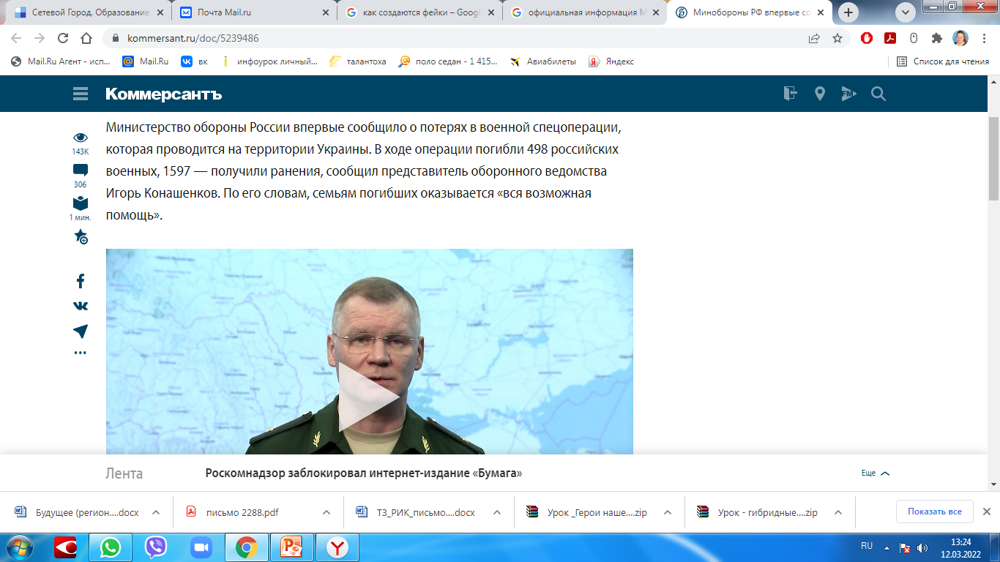 Сетевой Город. Образование
Почта Mail.ru
как создаются фейки – Googl
официальная информация М
Минобороны РФ впервые со
kommersant.ru/doc/5239486
Mail.Ru Агент - исп...
Mail.Ru
вк
инфоурок личный...
талантоха
поло седан - 1 415...
Авиабилеты
Яндекс
Список для чтения
Коммерсантъ
FM
143K
306
1 мин.
Министерство обороны России впервые сообщило о потерях в военной спецоперации,
которая проводится на территории Украины. В ходе операции погибли 498 российских
военных, 1597 — получили ранения, сообщил представитель оборонного ведомства
Игорь Конашенков. По его словам, семьям погибших оказывается «вся возможная
помощь».
Лента
Роскомнадзор заблокировал интернет-издание «Бумага»
Еще
Будущее (регион....docx
письмо 2288.pdf
ТЗ_РИК_письмо....docx
Урок _Герои наше....zip
Урок - гибридные....zip
Показать все
RU
13:24
12.03.2022